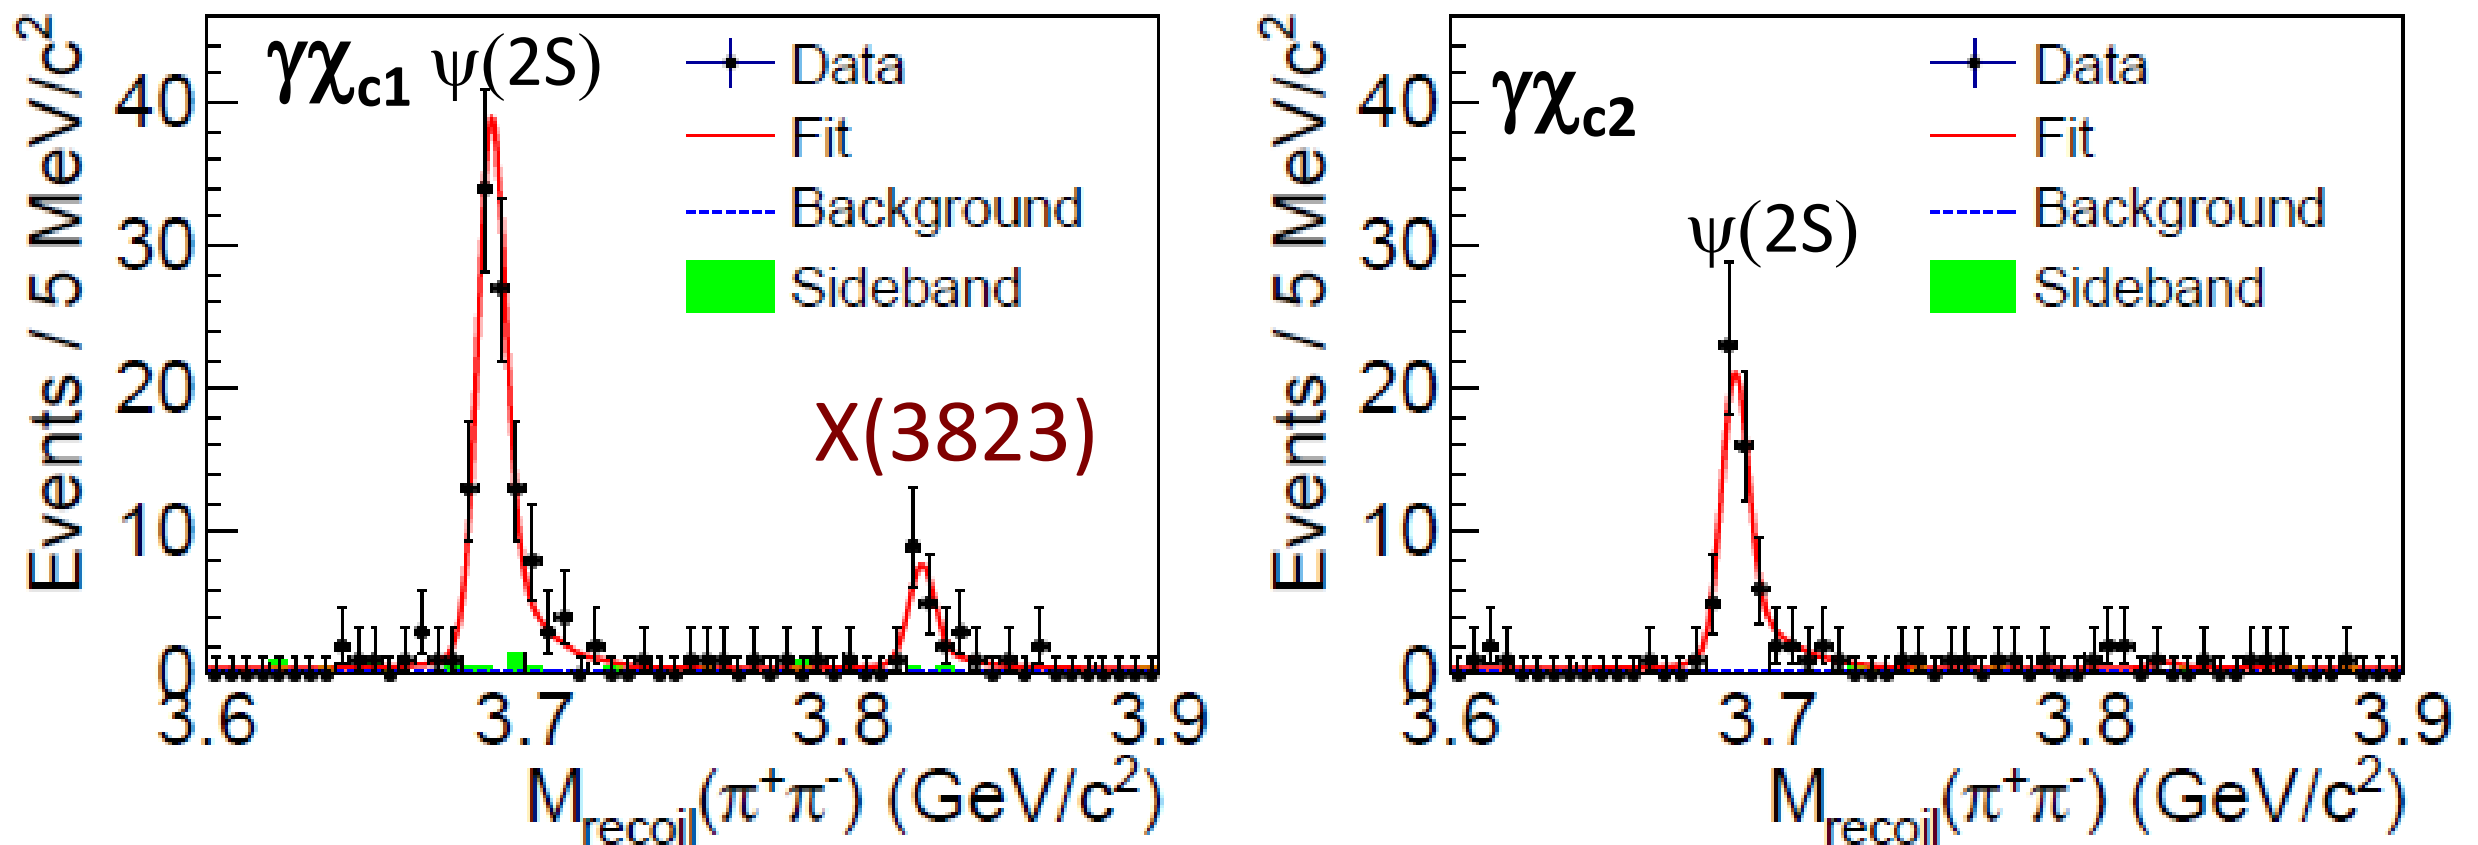 γχc1 ψ(2S)
Data
Fit
Background
Sideband
X(3823)
Events / 5 MeV/c²
40
30
20
10
0
3.6 3.7 3.8 3.9
Mrecoil(π⁺π⁻) (GeV/c²)
γχc2
ψ(2S)
Data
Fit
Background
Sideband
Events / 5 MeV/c²
40
30
20
10
0
3.6 3.7 3.8 3.9
Mrecoil(π⁺π⁻) (GeV/c²)